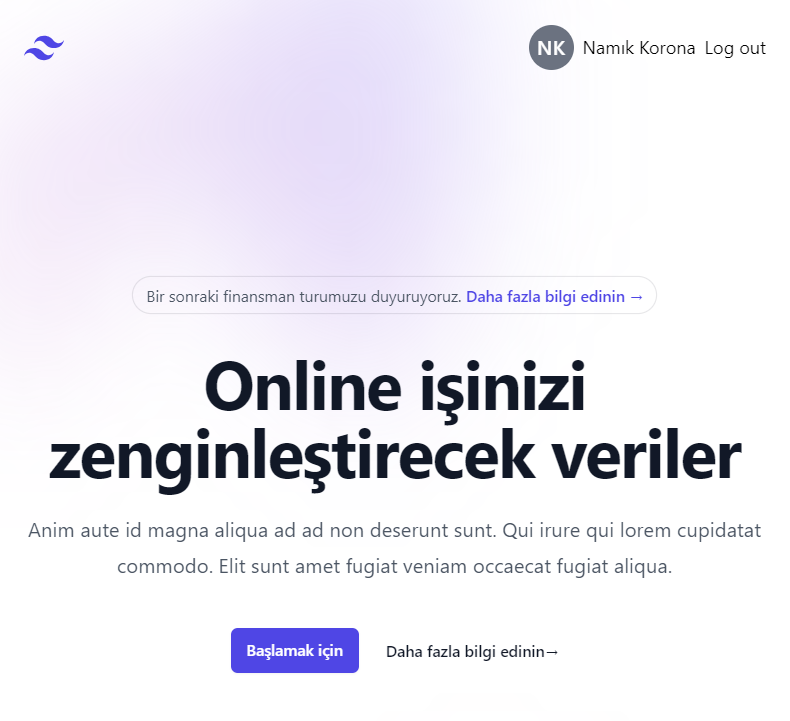 NK Namık Korona Log out
Bir sonraki finansman turumuzu duyuruyoruz. Daha fazla bilgi edinin →
Online işinizi
zenginleştirecek veriler
Anim aute id magna aliqua ad ad non deserunt sunt. Qui irure qui lorem cupidatat
commodo. Elit sunt amet fugiat veniam occaecat fugiat aliqua.
Başlamak için Daha fazla bilgi edinin→